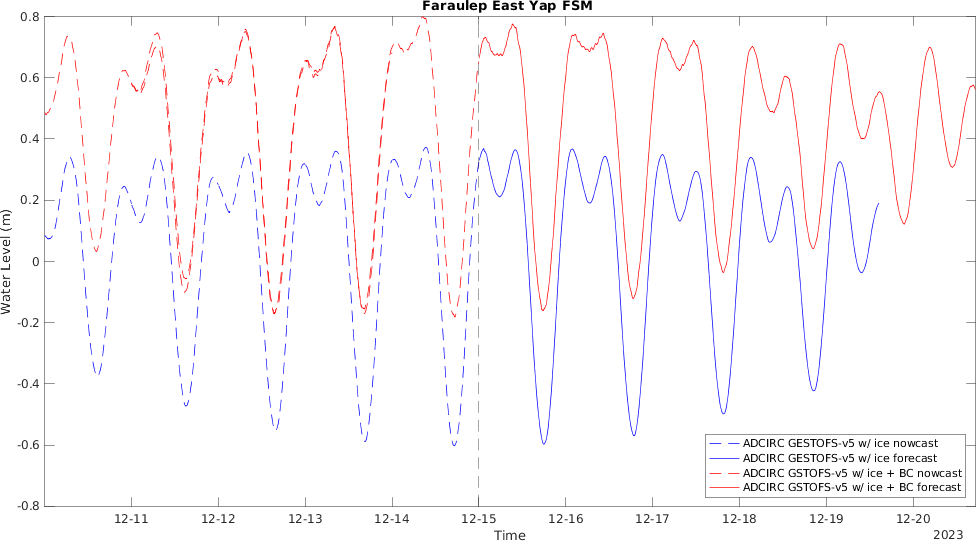 Faraulep East Yap FSM
0.8
0.6
0.4
0.2
0
-0.2
-0.4
-0.6
-0.8
Water Level (m)
12-11
12-12
12-13
12-14
12-15
12-16
12-17
12-18
12-19
12-20
Time
2023
ADCIRC GESTOFS-v5 w/ ice nowcast
ADCIRC GESTOFS-v5 w/ ice forecast
ADCIRC GSTOFS-v5 w/ ice + BC nowcast
ADCIRC GSTOFS-v5 w/ ice + BC forecast